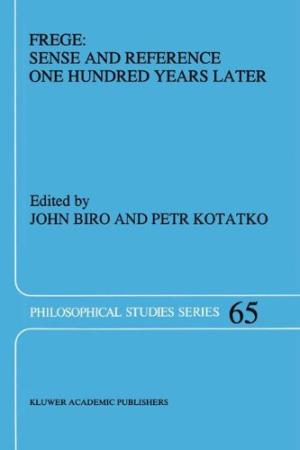 FREGE:
SENSE AND REFERENCE
ONE HUNDRED YEARS LATER
Edited by
JOHN BIRO AND PETR KOTATKO
PHILOSOPHICAL STUDIES SERIES 65
KLUWER ACADEMIC PUBLISHERS